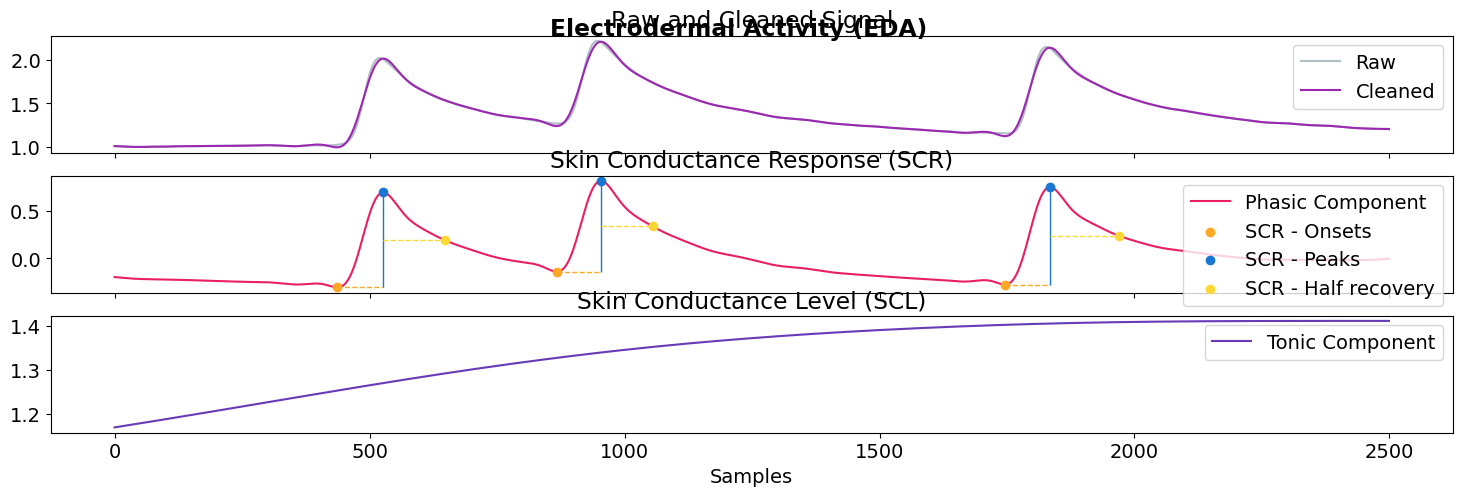 Raw and Cleaned Signal
Electrodermal Activity (EDA)
2.0
1.5
1.0
Raw
Cleaned
Skin Conductance Response (SCR)
0.5
0.0
Phasic Component
SCR - Onsets
SCR - Peaks
SCR - Half recovery
Skin Conductance Level (SCL)
1.4
1.3
1.2
Tonic Component
0 500 1000 1500 2000 2500
Samples